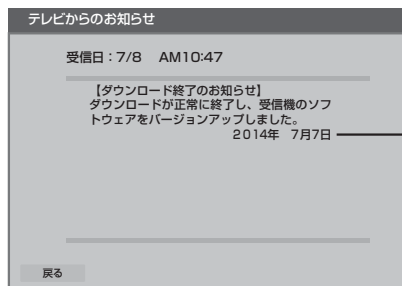 テレビからのお知らせ
受信日：7/8　AM10:47
【ダウンロード終了のお知らせ】
ダウンロードが正常に終了し、受信機のソフ
トウェアをバージョンアップしました。
2014年　7月7日
戻る